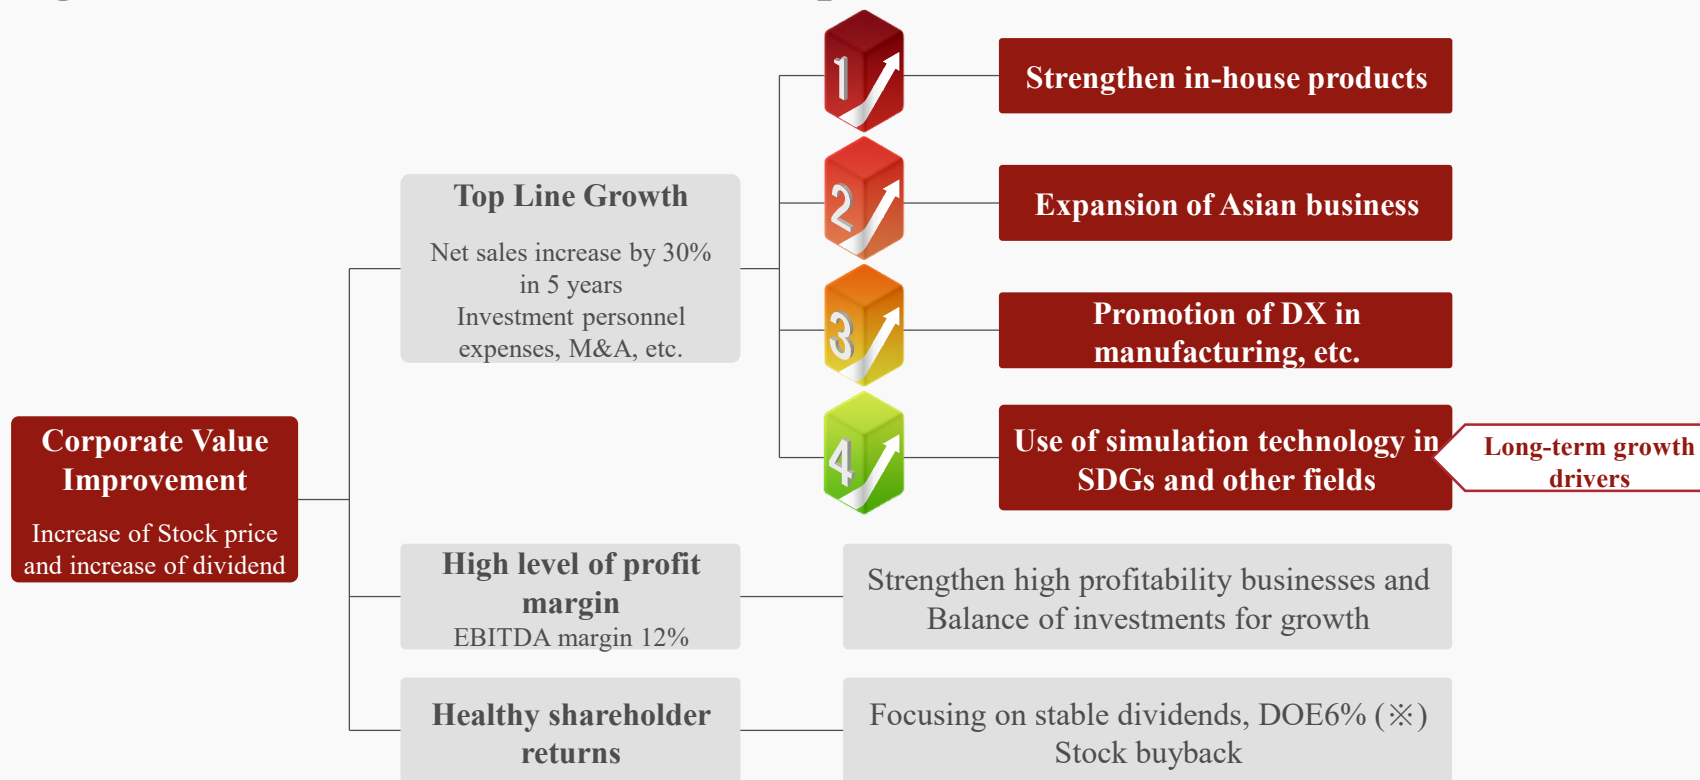 1
Strengthen in-house products
2
Expansion of Asian business
Top Line Growth
Net sales increase by 30%
in 5 years
Investment personnel
expenses, M&A, etc.
3
Promotion of DX in
manufacturing, etc.
4
Use of simulation technology in
SDGs and other fields
Long-term growth
drivers
Corporate Value
Improvement
Increase of Stock price
and increase of dividend
High level of profit
margin
EBITDA margin 12%
Strengthen high profitability businesses and
Balance of investments for growth
Healthy shareholder
returns
Focusing on stable dividends, DOE6% (※)
Stock buyback